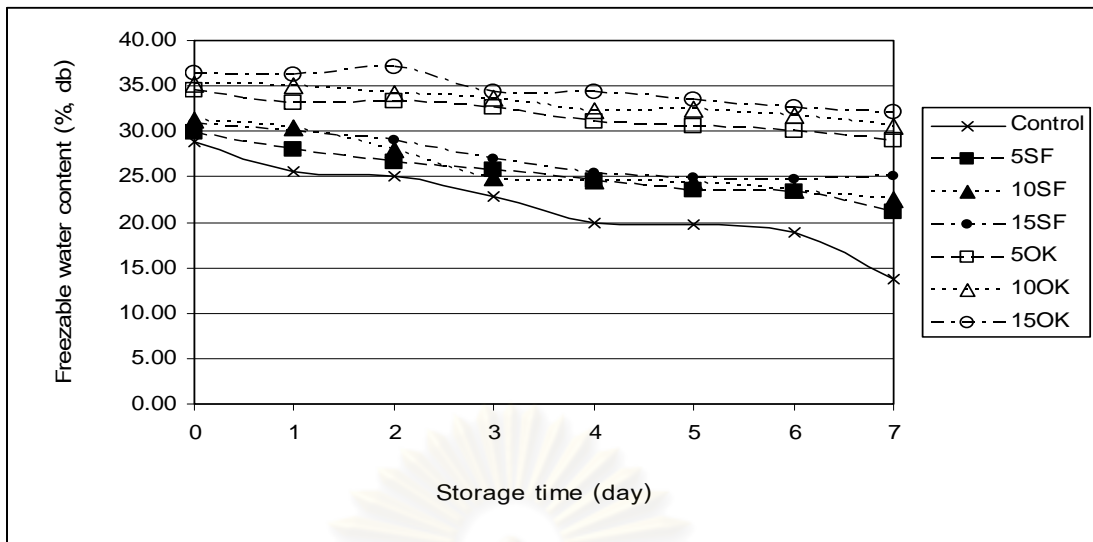 Freezable water content (%, db)
40.00
35.00
30.00
25.00
20.00
15.00
10.00
5.00
0.00
0 1 2 3 4 5 6 7
Storage time (day)
Control
5SF
10SF
15SF
5OK
10OK
15OK